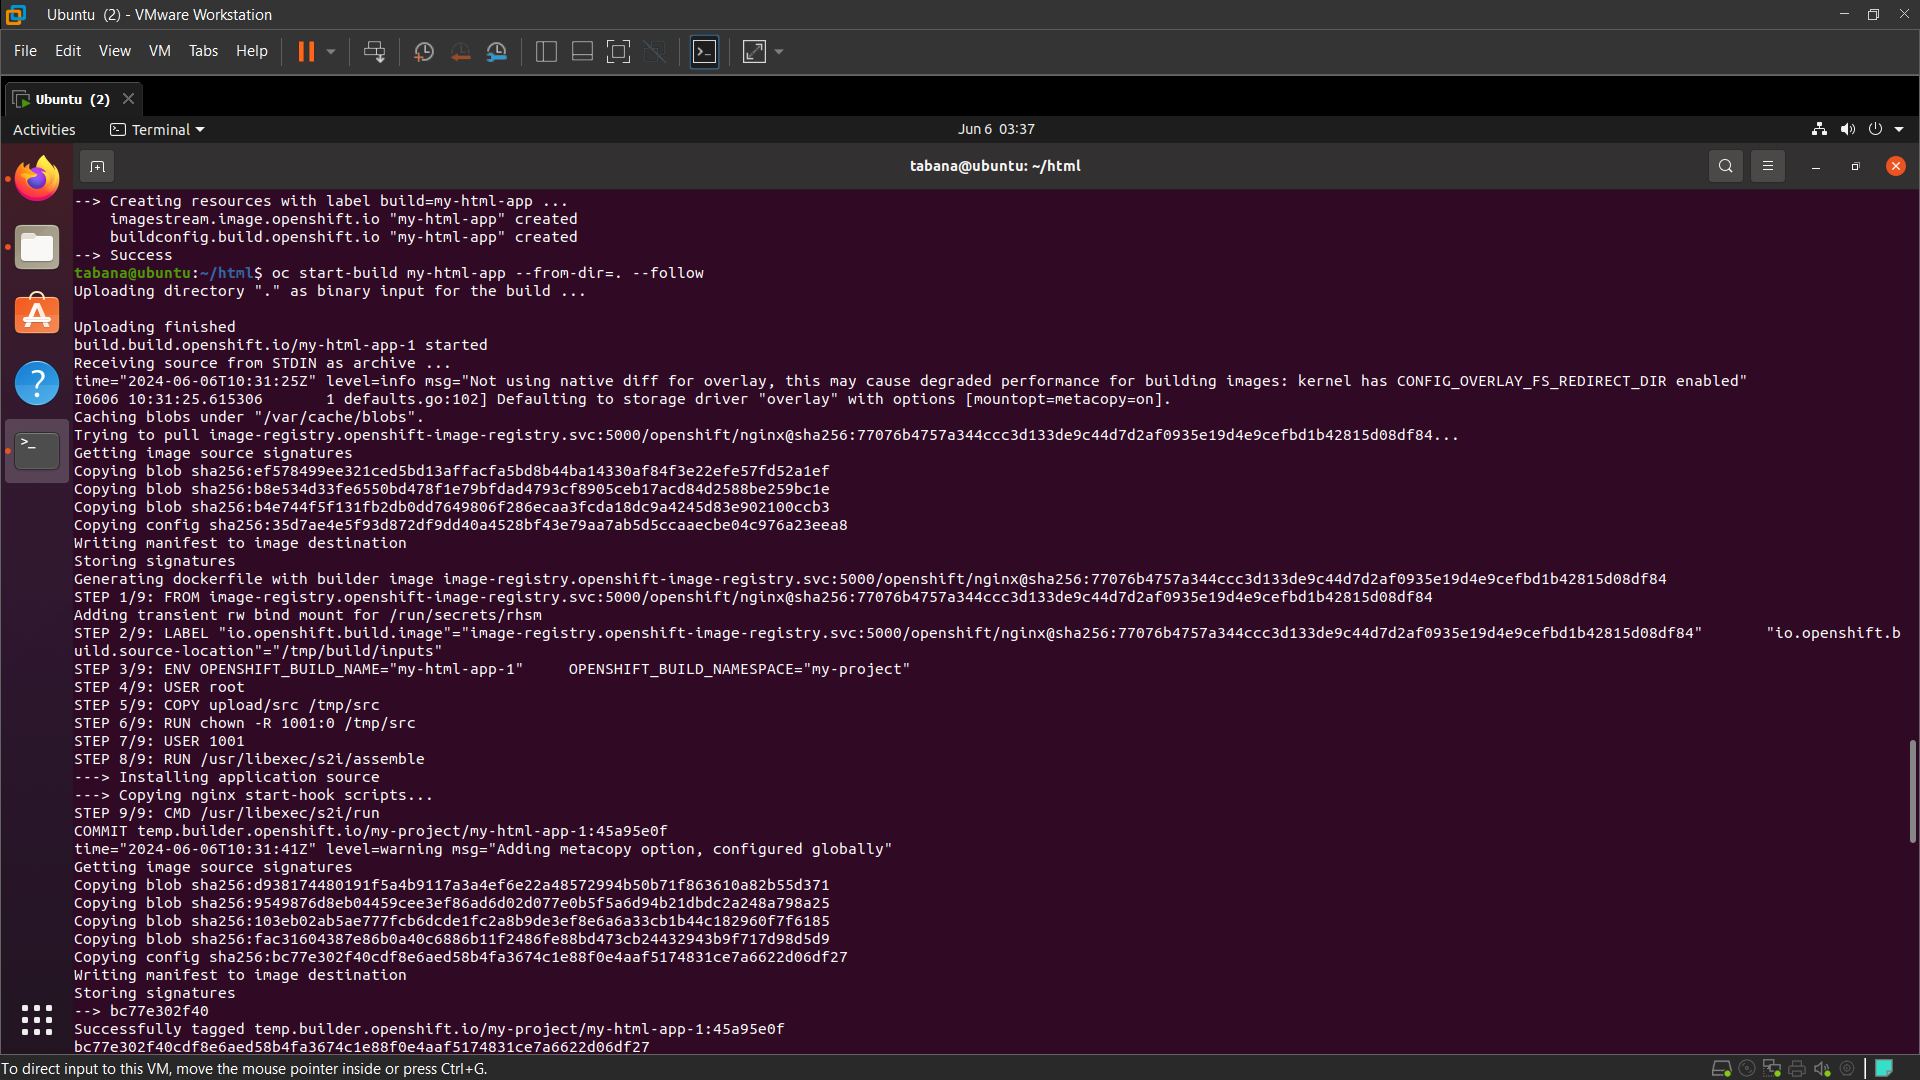 Ubuntu (2) - VMware Workstation
File Edit View VM Tabs Help
Ubuntu (2)
Activities Terminal Jun 6 03:37
tabana@ubuntu: ~/html
--> Creating resources with label build=my-html-app ...
imagestream.image.openshift.io "my-html-app" created
buildconfig.build.openshift.io "my-html-app" created
--> Success
tabana@ubuntu:~/html$ oc start-build my-html-app --from-dir=. --follow
Uploading directory "." as binary input for the build ...
Uploading finished
build.build.openshift.io/my-html-app-1 started
Receiving source from STDIN as archive ...
time="2024-06-06T10:31:25Z" level=info msg="Not using native diff for overlay, this may cause degraded performance for building images: kernel has CONFIG_OVERLAY_FS_REDIRECT_DIR enabled"
I0606 10:31:25.615306 1 defaults.go:102] Defaulting to storage driver "overlay" with options [mountopt=metacopy=on].
Caching blobs under "/var/cache/blobs".
Trying to pull image-registry.openshift-image-registry.svc:5000/openshift/nginx@sha256:77076b4757a344ccc3d133de9c44d7d2af0935e19d4e9cefbd1b42815d08df84...
Getting image source signatures
Copying blob sha256:ef578499ee321ced5bd13affacfa5bd8b44ba14330af84f3e22efe57fd52a1ef
Copying blob sha256:b8e534d33fe6550bd478f1e79bfdad4793cf8905ceb17acd84d2588be259bc1e
Copying blob sha256:b4e744f5f131fb2db0dd7649806f286ecaa3fcda18dc9a4245d83e902100ccb3
Copying config sha256:35d7ae4e5f93d872df9dd40a4528bf43e79aa7ab5d5ccaaecbe04c976a23eea8
Writing manifest to image destination
Storing signatures
Generating dockerfile with builder image image-registry.openshift-image-registry.svc:5000/openshift/nginx@sha256:77076b4757a344ccc3d133de9c44d7d2af0935e19d4e9cefbd1b42815d08df84
STEP 1/9: FROM image-registry.openshift-image-registry.svc:5000/openshift/nginx@sha256:77076b4757a344ccc3d133de9c44d7d2af0935e19d4e9cefbd1b42815d08df84
Adding transient rw bind mount for /run/secrets/rhsm
STEP 2/9: LABEL "io.openshift.build.image"="image-registry.openshift-image-registry.svc:5000/openshift/nginx@sha256:77076b4757a344ccc3d133de9c44d7d2af0935e19d4e9cefbd1b42815d08df84" "io.openshift.b
uild.source-location"="/tmp/build/inputs"
STEP 3/9: ENV OPENSHIFT_BUILD_NAME="my-html-app-1" OPENSHIFT_BUILD_NAMESPACE="my-project"
STEP 4/9: USER root
STEP 5/9: COPY upload/src /tmp/src
STEP 6/9: RUN chown -R 1001:0 /tmp/src
STEP 7/9: USER 1001
STEP 8/9: RUN /usr/libexec/s2i/assemble
---> Installing application source
---> Copying nginx start-hook scripts...
STEP 9/9: CMD /usr/libexec/s2i/run
COMMIT temp.builder.openshift.io/my-project/my-html-app-1:45a95e0f
time="2024-06-06T10:31:41Z" level=warning msg="Adding metacopy option, configured globally"
Getting image source signatures
Copying blob sha256:d938174480191f5a4b9117a3a4ef6e22a48572994b50b71f863610a82b55d371
Copying blob sha256:9549876d8eb04459cee3ef86ad6d02d077e0b5f5a6d94b21dbdc2a248a798a25
Copying blob sha256:103eb02ab5ae777fcb6dcde1fc2a8b9de3ef8e6a6a33cb1b44c182960f7f6185
Copying blob sha256:fac31604387e86b0a40c6886b11f2486fe88bd473cb24432943b9f717d98d5d9
Copying config sha256:bc77e302f40cdf8e6aed58b4fa3674c1e88f0e4aaf5174831ce7a6622d06df27
Writing manifest to image destination
Storing signatures
--> bc77e302f40
Successfully tagged temp.builder.openshift.io/my-project/my-html-app-1:45a95e0f
bc77e302f40cdf8e6aed58b4fa3674c1e88f0e4aaf5174831ce7a6622d06df27
To direct input to this VM, move the mouse pointer inside or press Ctrl+G.